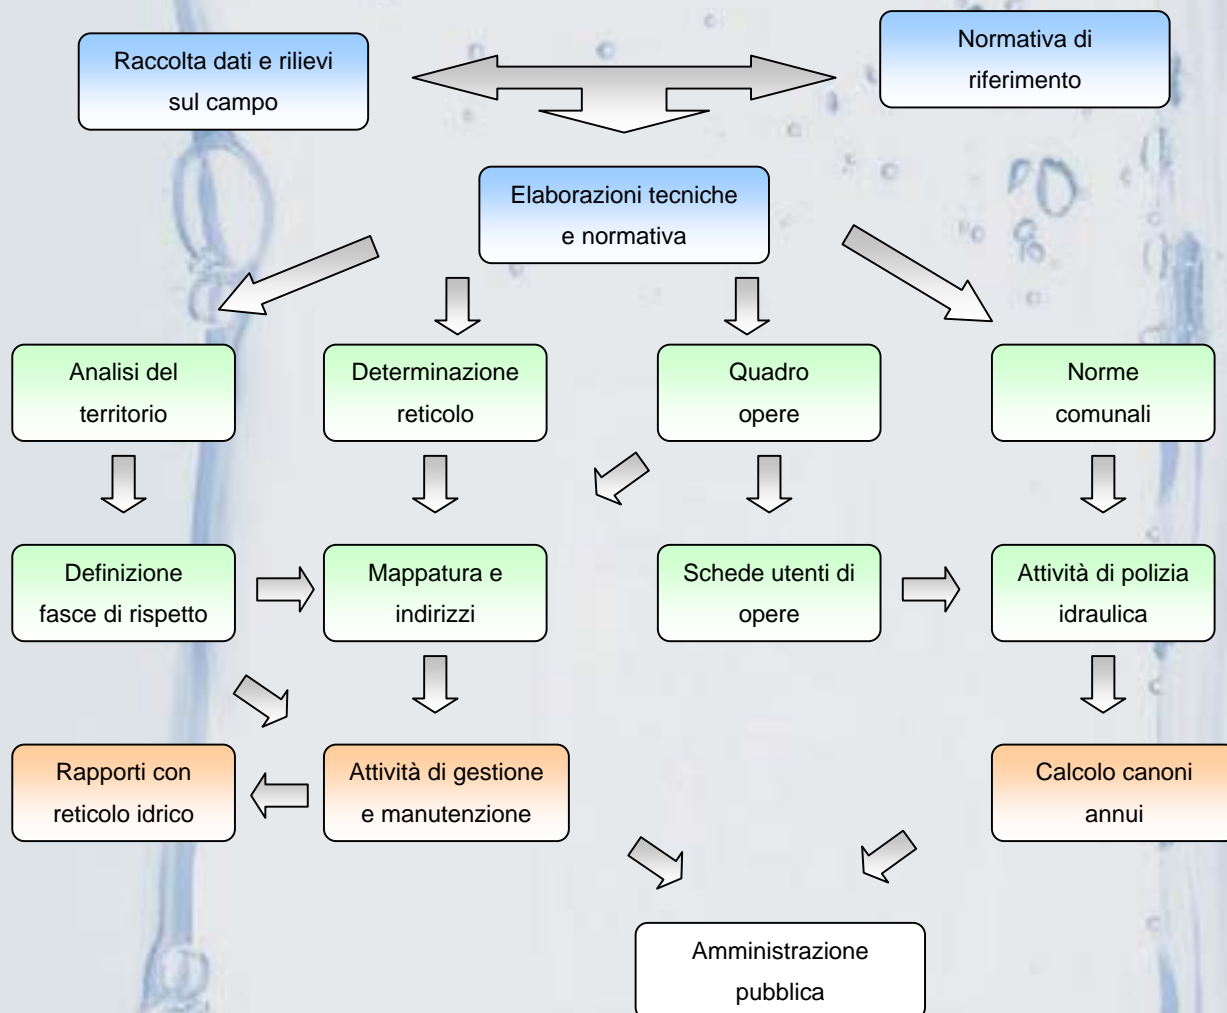 Raccolta dati e rilievi
sul campo
Normativa di
riferimento
Elaborazioni tecniche
e normativa
Analisi del
territorio
Determinazione
reticolo
Quadro
opere
Norme
comunali
Definizione
fasce di rispetto
Mappatura e
indirizzi
Schede utenti di
opere
Attività di polizia
idraulica
Rapporti con
reticolo idrico
Attività di gestione
e manutenzione
Calcolo canoni
annui
Amministrazione
pubblica